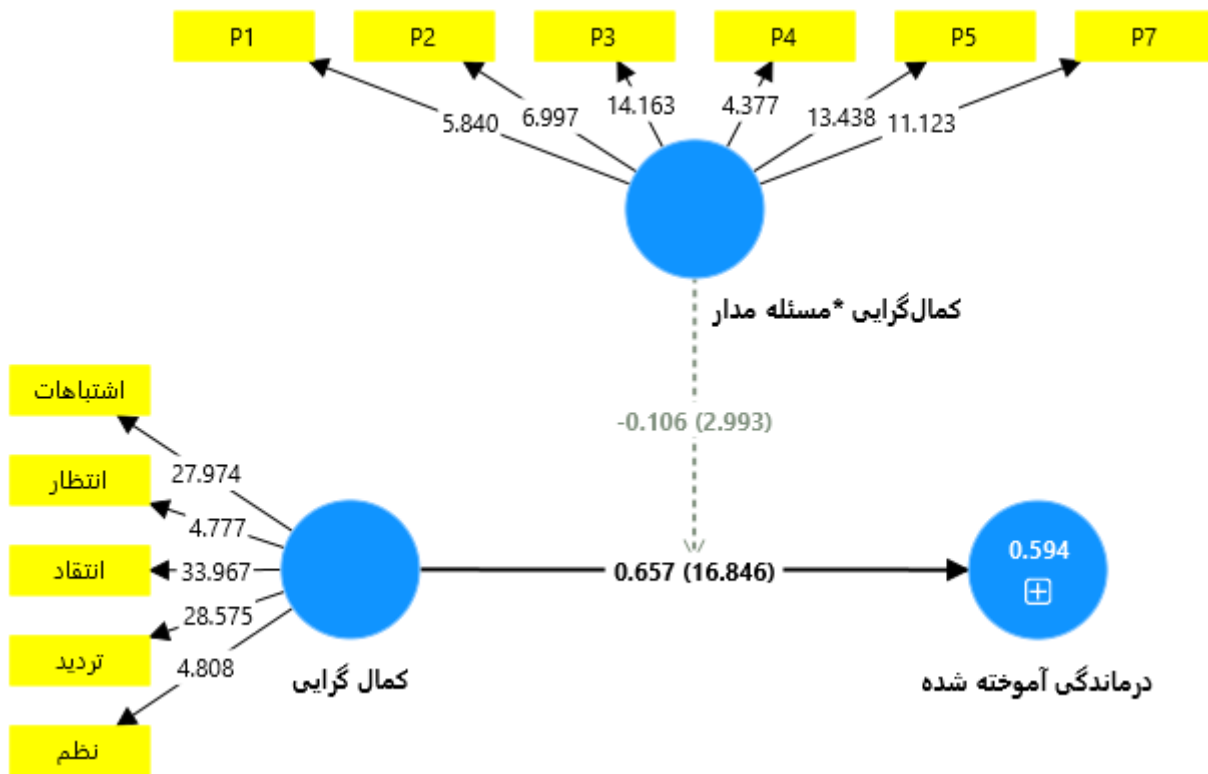 P1
P2
P3
P4
P5
P7
5.840
6.997
14.163
4.377
13.438
11.123
کمال‌گرایی *مسئله مدار
-0.106 (2.993)
اشتباهات
انتظار
انتقاد
تردید
نظم
27.974
4.777
33.967
28.575
4.808
کمال گرایی
0.657 (16.846)
0.594
درماندگی آموخته شده